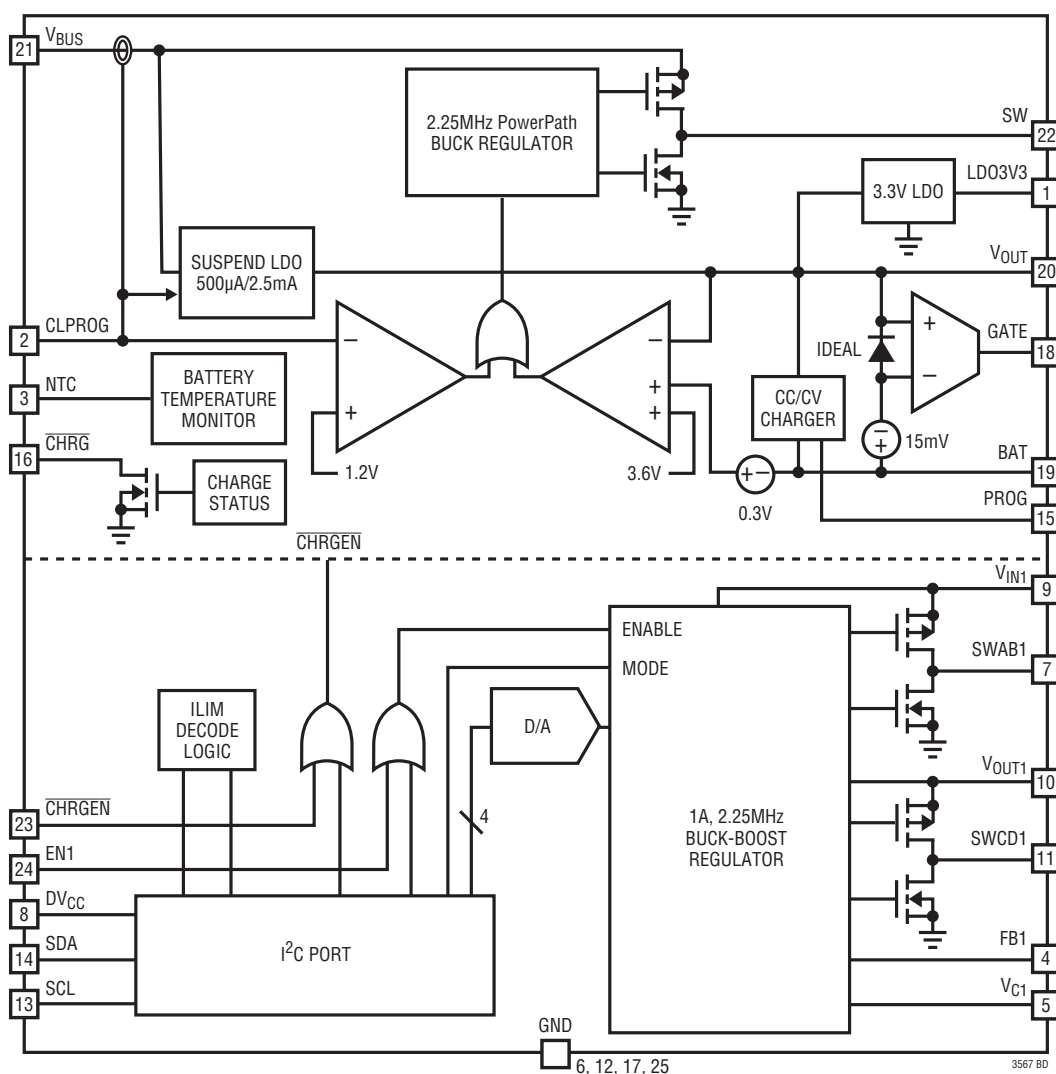 21
VBUS
2.25MHz PowerPath
BUCK REGULATOR
SW
22
LDO3V3
1
3.3V LDO
SUSPEND LDO
500µA/2.5mA
VOUT
20
2
CLPROG
−
−
+
GATE
18
IDEAL
3
NTC
BATTERY
TEMPERATURE
MONITOR
+
+
+
−
CC/CV
CHARGER
−
+
15mV
16
CHRG
CHARGE
STATUS
1.2V
3.6V
+−
0.3V
BAT
19
PROG
15
CHRGEN
VIN1
9
ENABLE
MODE
SWAB1
7
ILIM
DECODE
LOGIC
D/A
VOUT1
10
23
CHRGEN
4
1A, 2.25MHz
BUCK-BOOST
REGULATOR
SWCD1
11
24
EN1
8
DVCC
14
SDA
I2C PORT
FB1
4
13
SCL
VC1
5
GND
6, 12, 17, 25
3567 BD